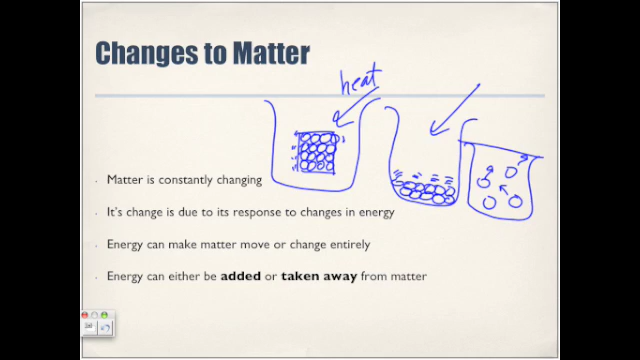 Changes to Matter
heat
Matter is constantly changing
It's change is due to its response to changes in energy
Energy can make matter move or change entirely
Energy can either be added or taken away from matter